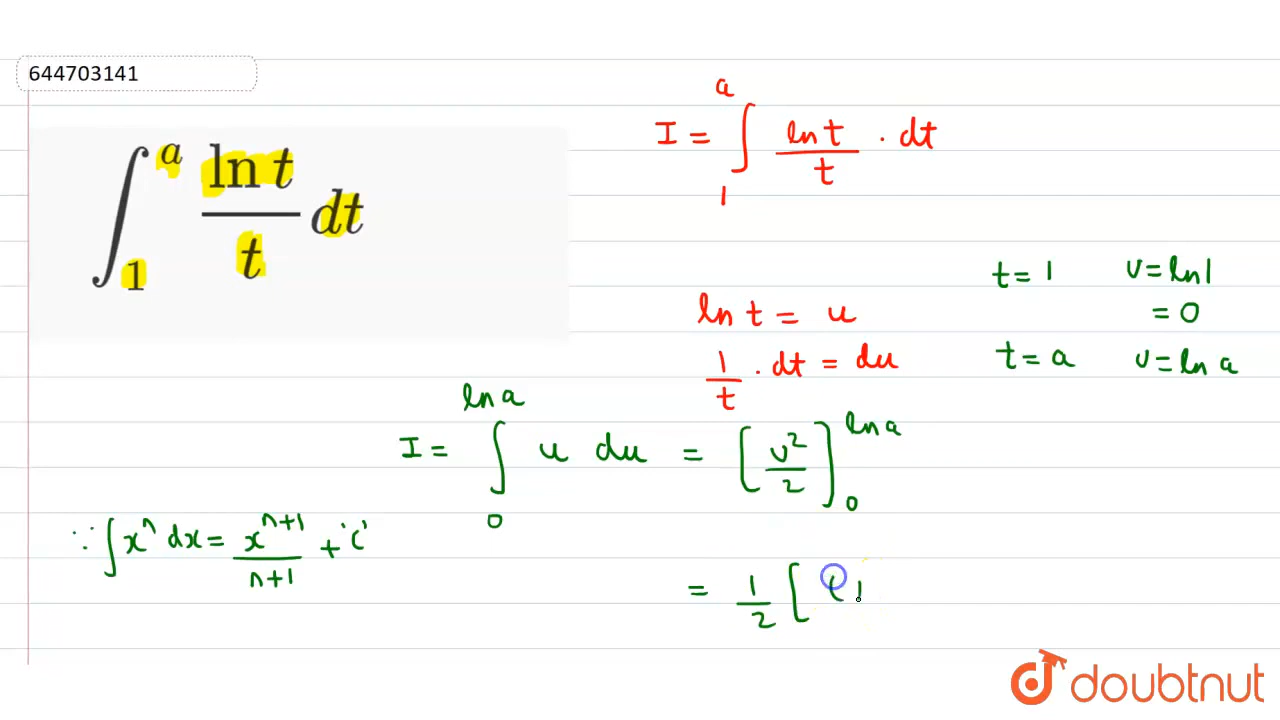 644703141
∫₁ᵃ ln t / t dt
I = ∫₁ᵃ ln t / t · dt
t = 1 u = ln 1
= 0
ln t = u
t = a u = ln a
1/t · dt = du
I = ∫₀^(ln a) u du = [u²/2]₀^(ln a)
∵ ∫ xⁿ dx = xⁿ⁺¹/(n+1) + 'c'
= 1/2 [ (
doubtnut